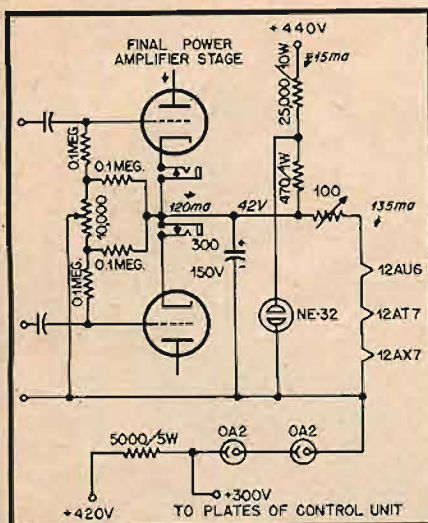 FINAL POWER
AMPLIFIER STAGE
+440V
≈15ma
25,000/10W
0.1MEG.
0.1 MEG.
470/1W
100
120ma
42V
135ma
10,000
300
150V
0.1MEG.
0.1MEG.
NE-32
12AU6
12AT7
12AX7
5000/5W
OA2
OA2
+420V
+300V
TO PLATES OF CONTROL UNIT